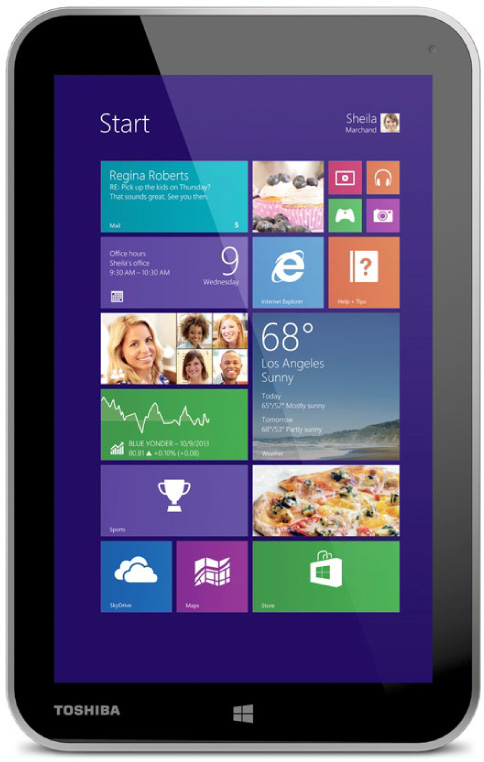 Start
Sheila
Marchand
Regina Roberts
RE: Pick up the kids on Thursday?
That sounds great. See you then.
Mail
5
Office hours
Sheila's office
9:30 AM – 10:30 AM
9
Wednesday
Internet Explorer
Help + Tips
68°
Los Angeles
Sunny
Today
65°/52° Mostly sunny
Tomorrow
68°/53° Partly sunny
Weather
BLUE YONDER – 10/9/2013
80.81 ▲ +0.10% (+0.08)
Sports
SkyDrive
Maps
Store
TOSHIBA